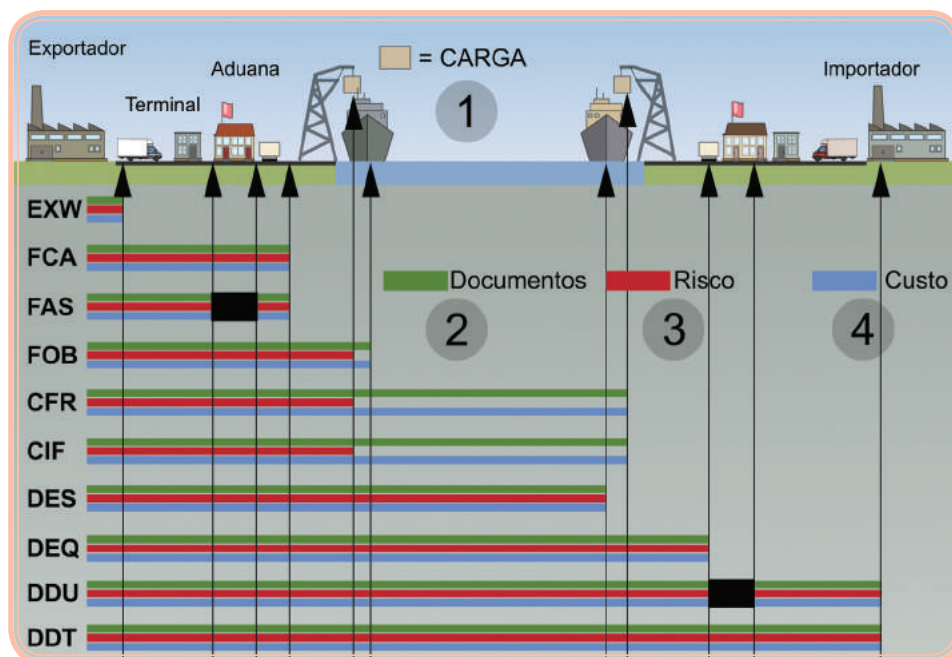 Exportador
= CARGA
Aduana
Importador
Terminal
1
EXW
FCA
Documentos
Risco
Custo
FAS
2
3
4
FOB
CFR
CIF
DES
DEQ
DDU
DDT